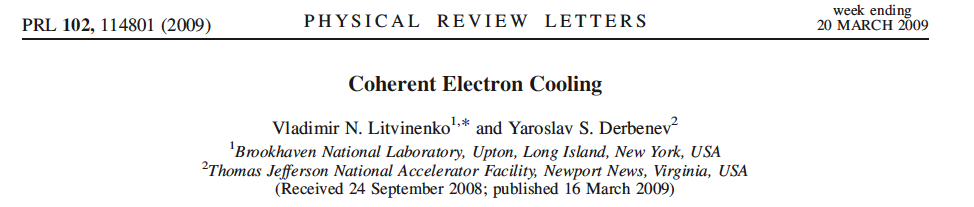 PRL 102, 114801 (2009)
PHYSICAL REVIEW LETTERS
week ending
20 MARCH 2009
Coherent Electron Cooling
Vladimir N. Litvinenko1,* and Yaroslav S. Derbenev2
1Brookhaven National Laboratory, Upton, Long Island, New York, USA
2Thomas Jefferson National Accelerator Facility, Newport News, Virginia, USA
(Received 24 September 2008; published 16 March 2009)